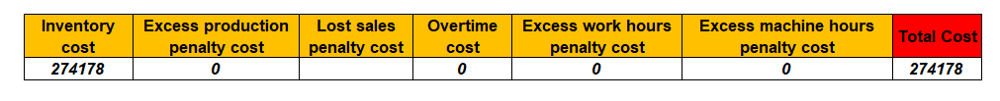 Inventory cost Excess production penalty cost Lost sales penalty cost Overtime cost Excess work hours penalty cost Excess machine hours penalty cost Total Cost
274178 0 0 0 0 274178